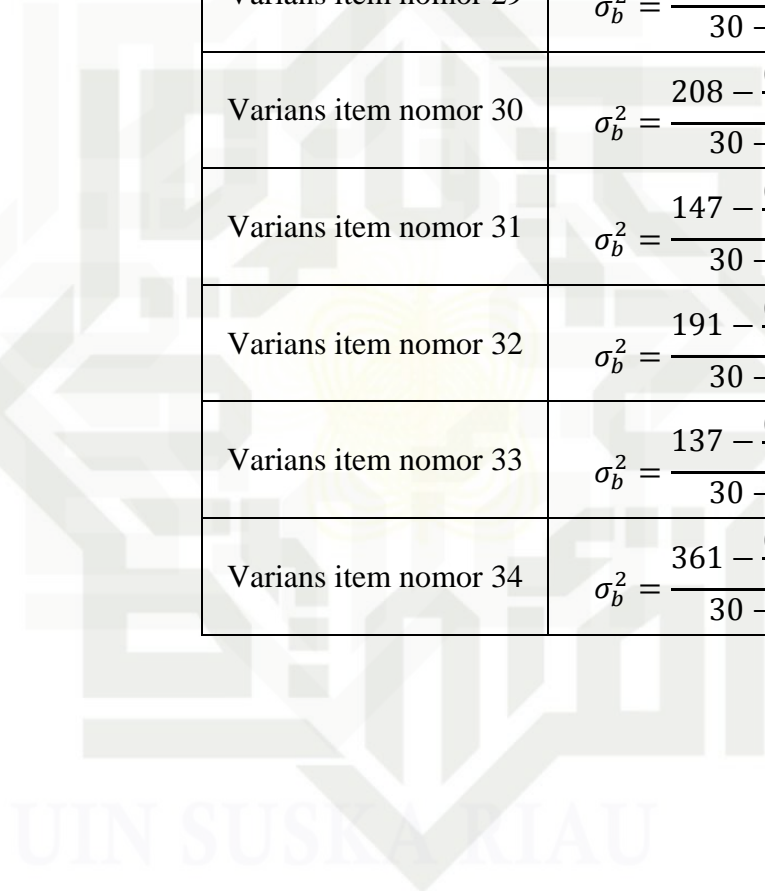 Varians item nomor 29 σ_b^2 = 30 −
Varians item nomor 30 σ_b^2 = 208 − / 30 −
Varians item nomor 31 σ_b^2 = 147 − / 30 −
Varians item nomor 32 σ_b^2 = 191 − / 30 −
Varians item nomor 33 σ_b^2 = 137 − / 30 −
Varians item nomor 34 σ_b^2 = 361 − / 30 −
UIN SUSKA RIAU